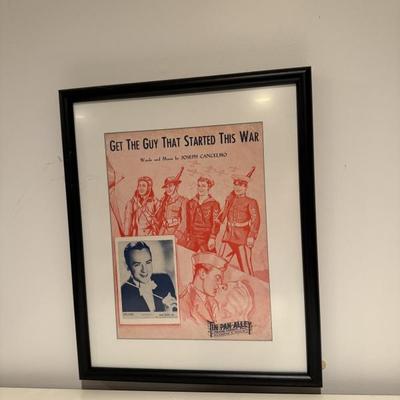 GET THE GUY THAT STARTED THIS WAR
Words and Music by JOSEPH CANCELMO
TIN PAN ALLEY